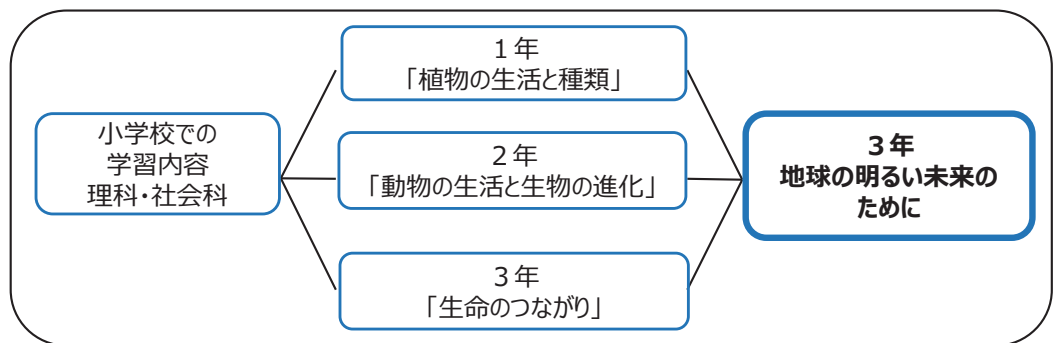 小学校での
学習内容
理科・社会科
１年
「植物の生活と種類」
２年
「動物の生活と生物の進化」
３年
「生命のつながり」
３年
地球の明るい未来の
ために